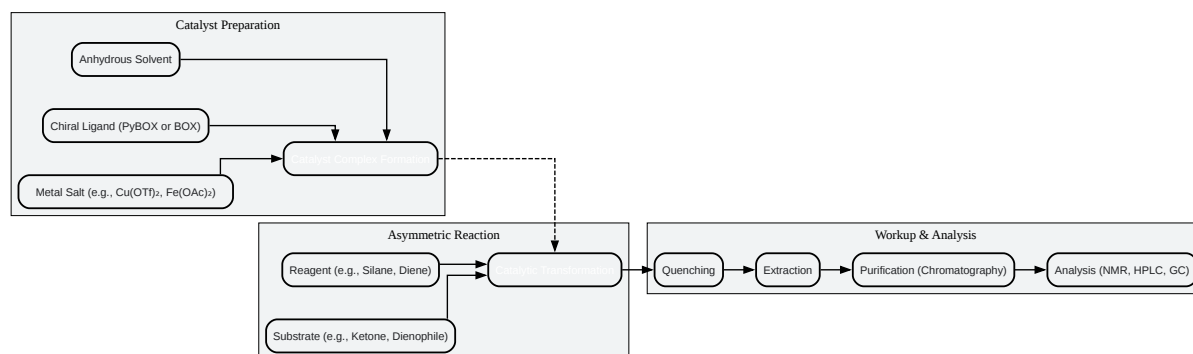 Catalyst Preparation
Anhydrous Solvent
Chiral Ligand (PyBOX or BOX)
Catalyst Complex Formation
Metal Salt (e.g., Cu(OTf)₂, Fe(OAc)₂)
Asymmetric Reaction
Reagent (e.g., Silane, Diene)
Catalytic Transformation
Substrate (e.g., Ketone, Dienophile)
Workup & Analysis
Quenching
Extraction
Purification (Chromatography)
Analysis (NMR, HPLC, GC)